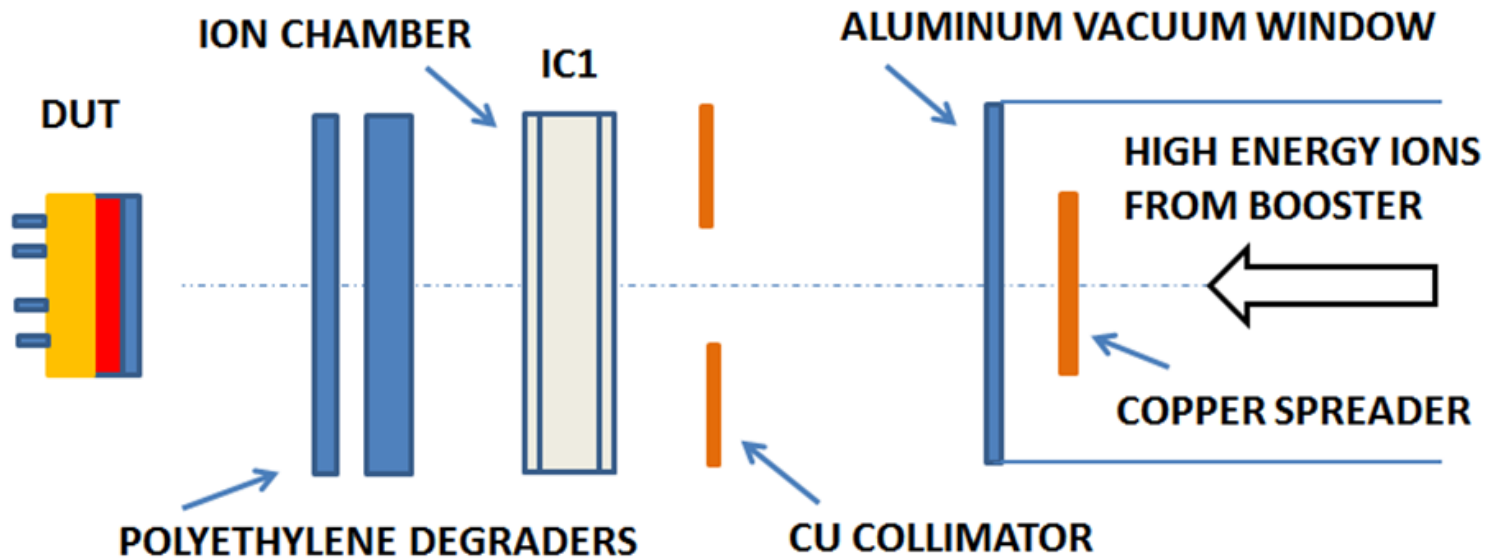 ION CHAMBER
ALUMINUM VACUUM WINDOW
IC1
DUT
HIGH ENERGY IONS
FROM BOOSTER
COPPER SPREADER
POLYETHYLENE DEGRADERS
CU COLLIMATOR